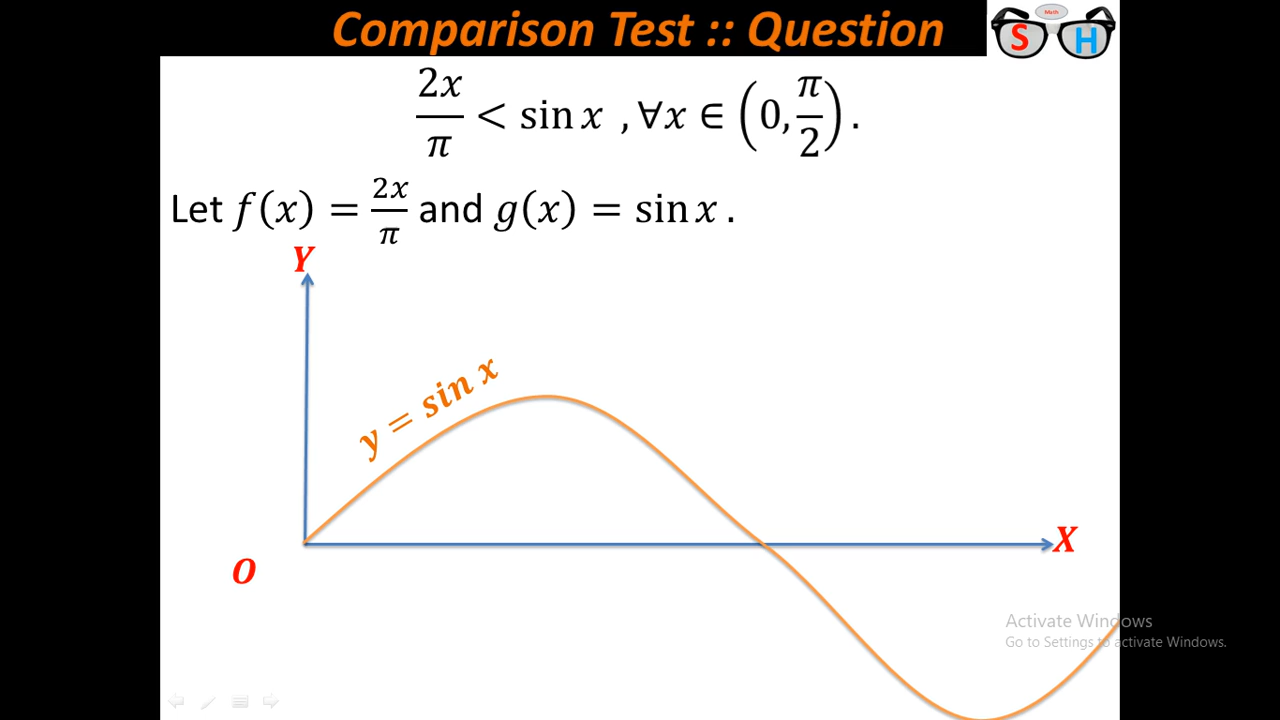 Comparison Test :: Question
Math
S H
2x/π < sin x , ∀x ∈ (0, π/2) .
Let f(x) = 2x/π and g(x) = sin x .
Y
y = sin x
X
O
Activate Windows
Go to Settings to activate Windows.